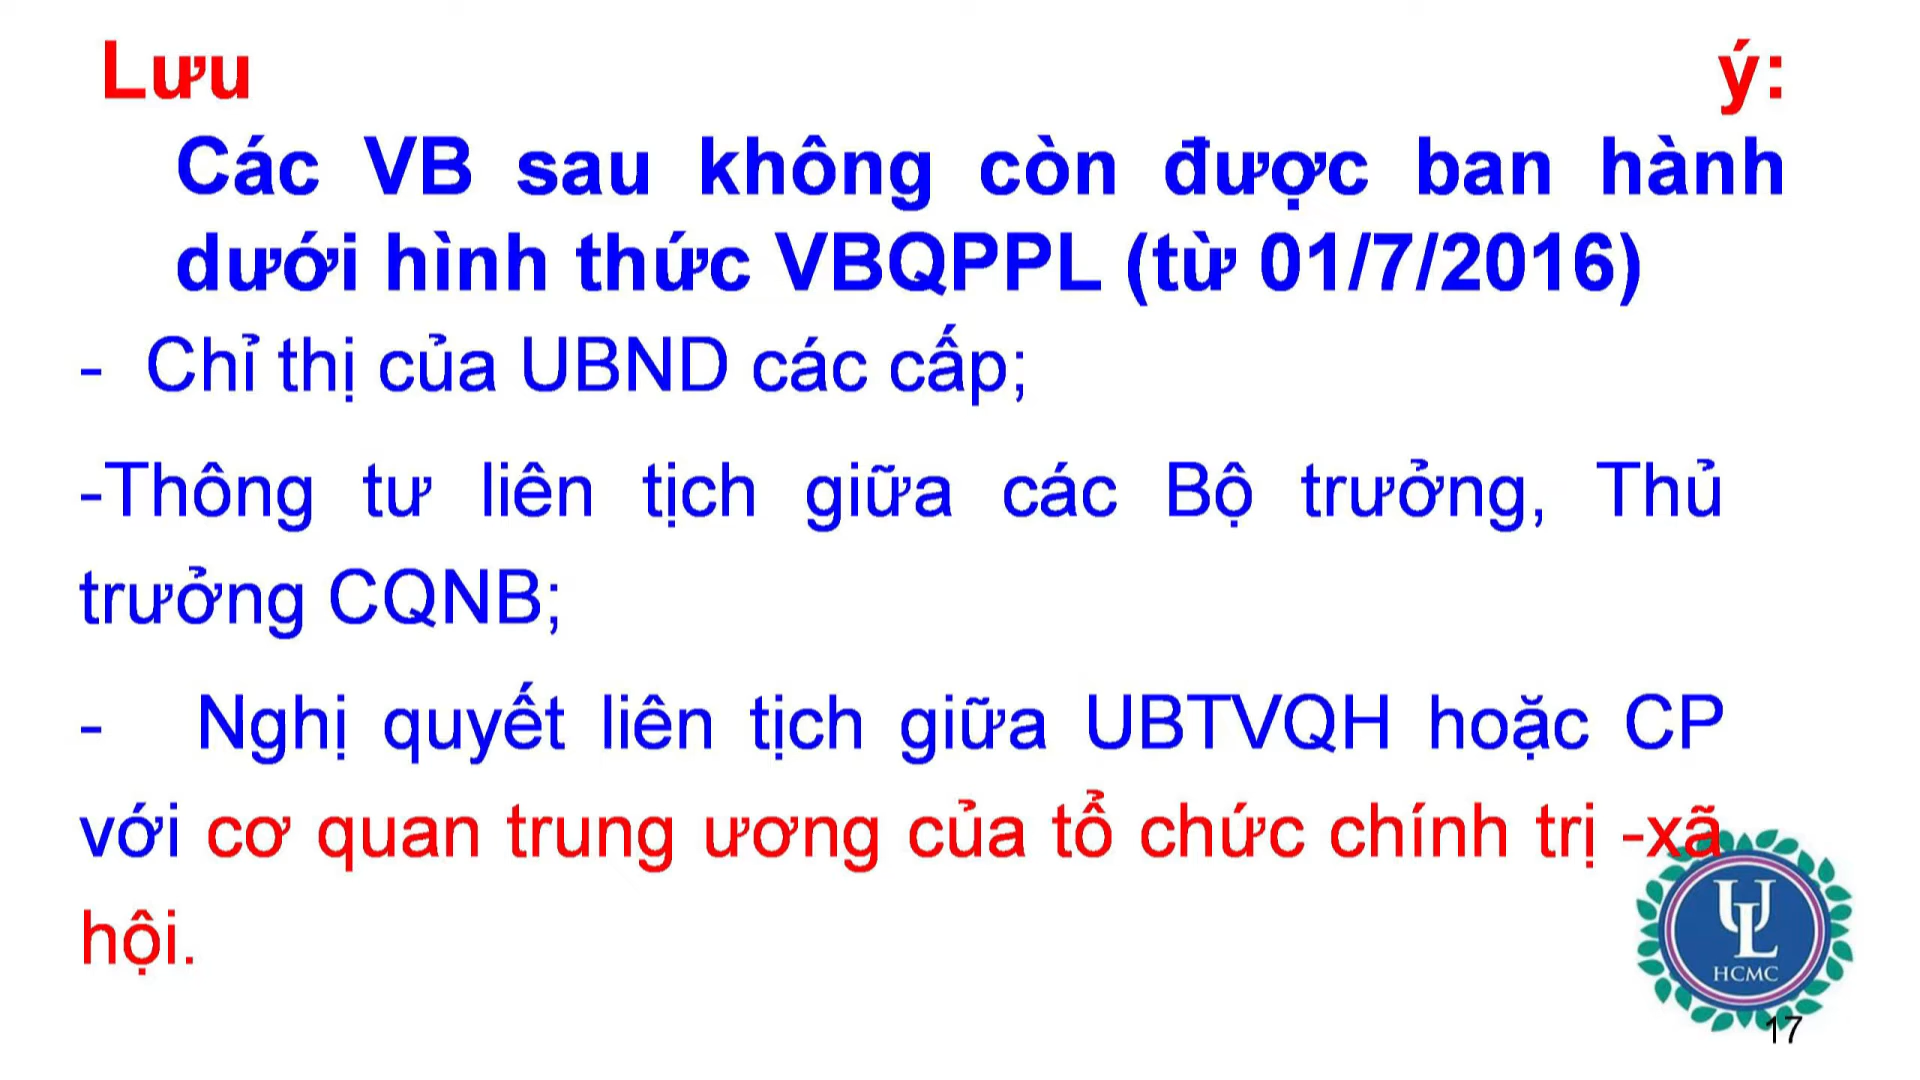 Lưu ý:
Các VB sau không còn được ban hành
dưới hình thức VBQPPL (từ 01/7/2016)
- Chỉ thị của UBND các cấp;
-Thông tư liên tịch giữa các Bộ trưởng, Thủ
trưởng CQNB;
- Nghị quyết liên tịch giữa UBTVQH hoặc CP
với cơ quan trung ương của tổ chức chính trị -xã
hội.
UL
HCMC
17